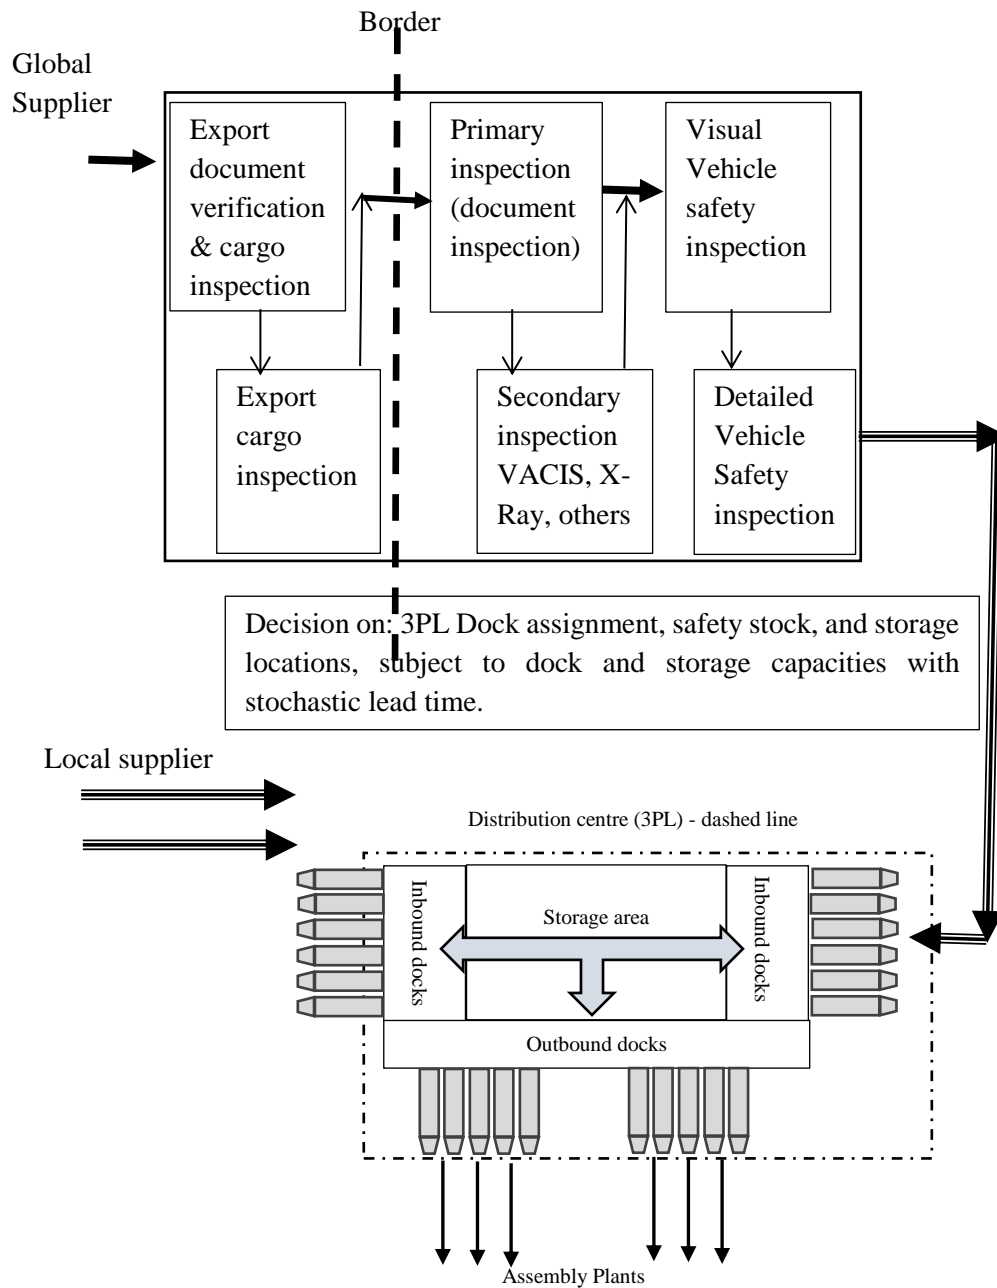 Border
Global
Supplier
Export
document
verification
& cargo
inspection
Primary
inspection
(document
inspection)
Visual
Vehicle
safety
inspection
Export
cargo
inspection
Secondary
inspection
VACIS, X-
Ray, others
Detailed
Vehicle
Safety
inspection
Decision on: 3PL Dock assignment, safety stock, and storage
locations, subject to dock and storage capacities with
stochastic lead time.
Local supplier
Distribution centre (3PL) - dashed line
Inbound docks
Storage area
Inbound docks
Outbound docks
Assembly Plants